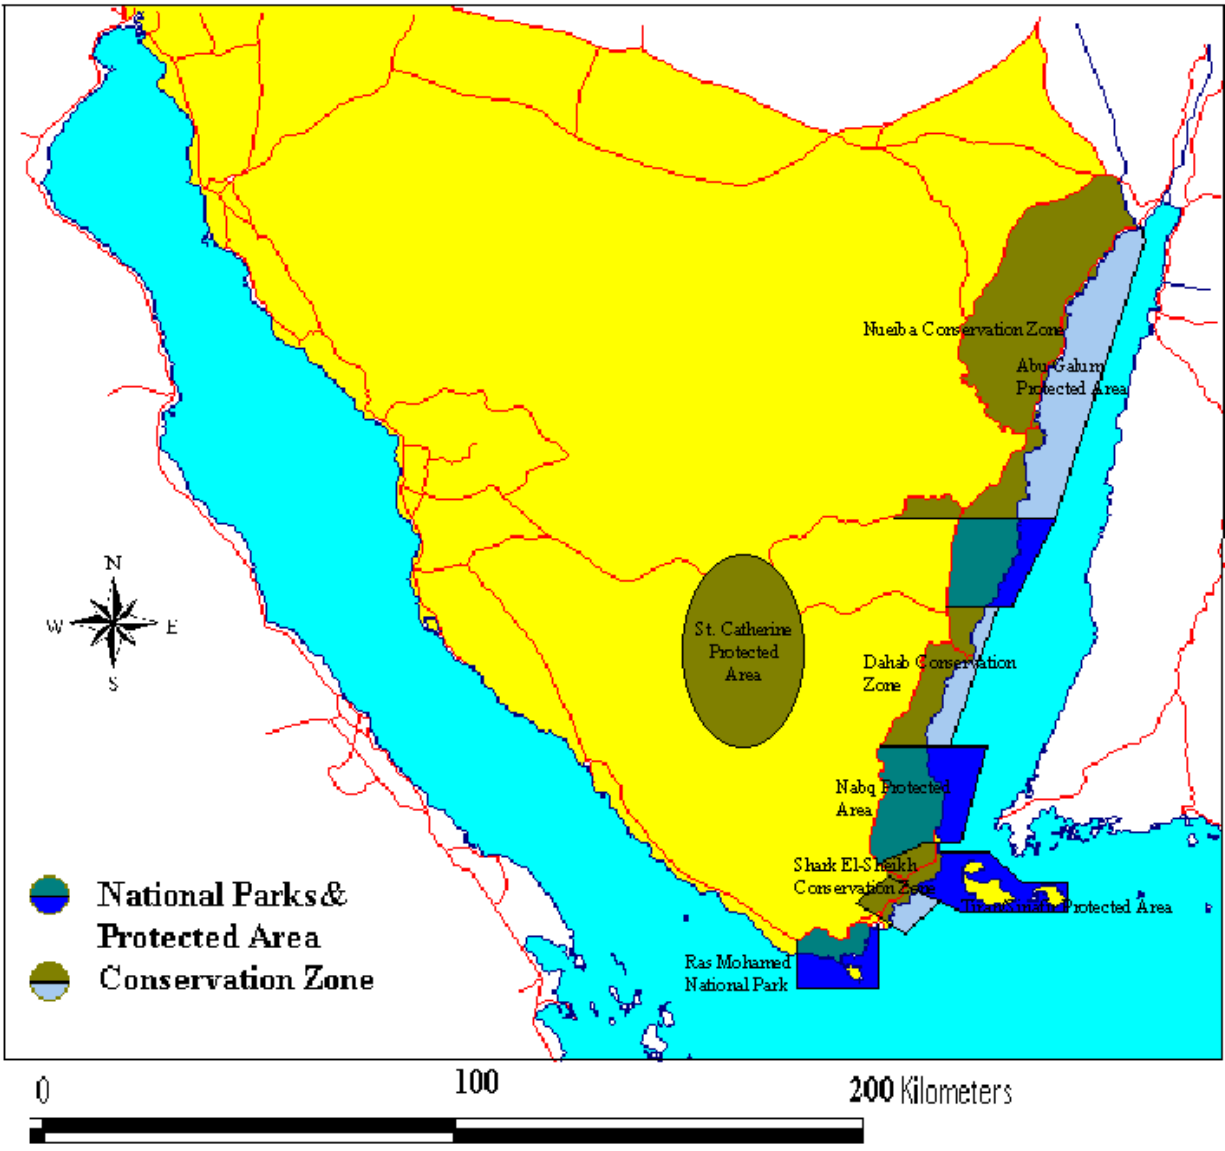 Nueiba Conservation Zone
Abu Galum
Protected Area
N
W
E
S
St. Catherine
Protected
Area
Dahab Conservation
Zone
Nabq Protected
Area
Shark El-Sheikh
Conservation Zone
Protected Area
Ras Mohamed
National Park
National Parks&
Protected Area
Conservation Zone
0
100
200 Kilometers